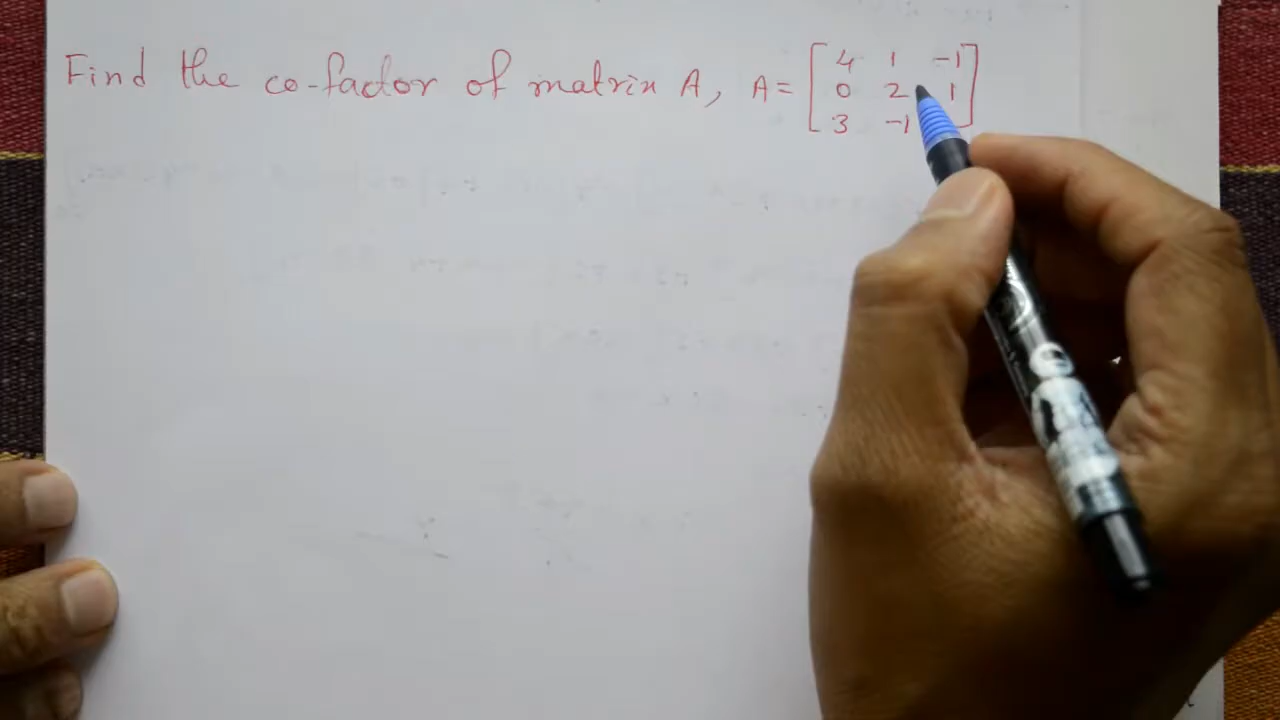 Find the co-factor of matrix A, A = [ 4 1 -1
0 2 1
3 -1 ]